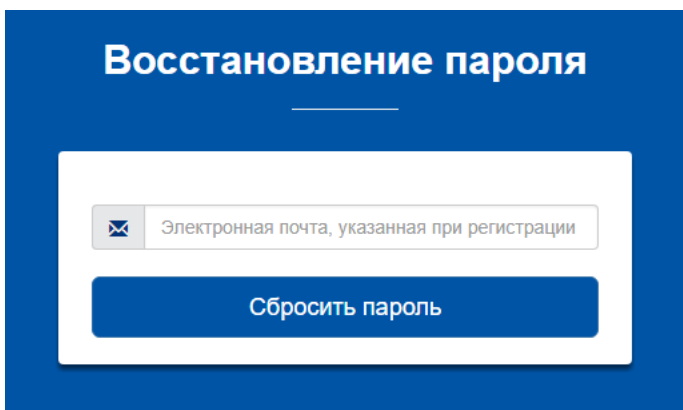 Восстановление пароля
Электронная почта, указанная при регистрации
Сбросить пароль